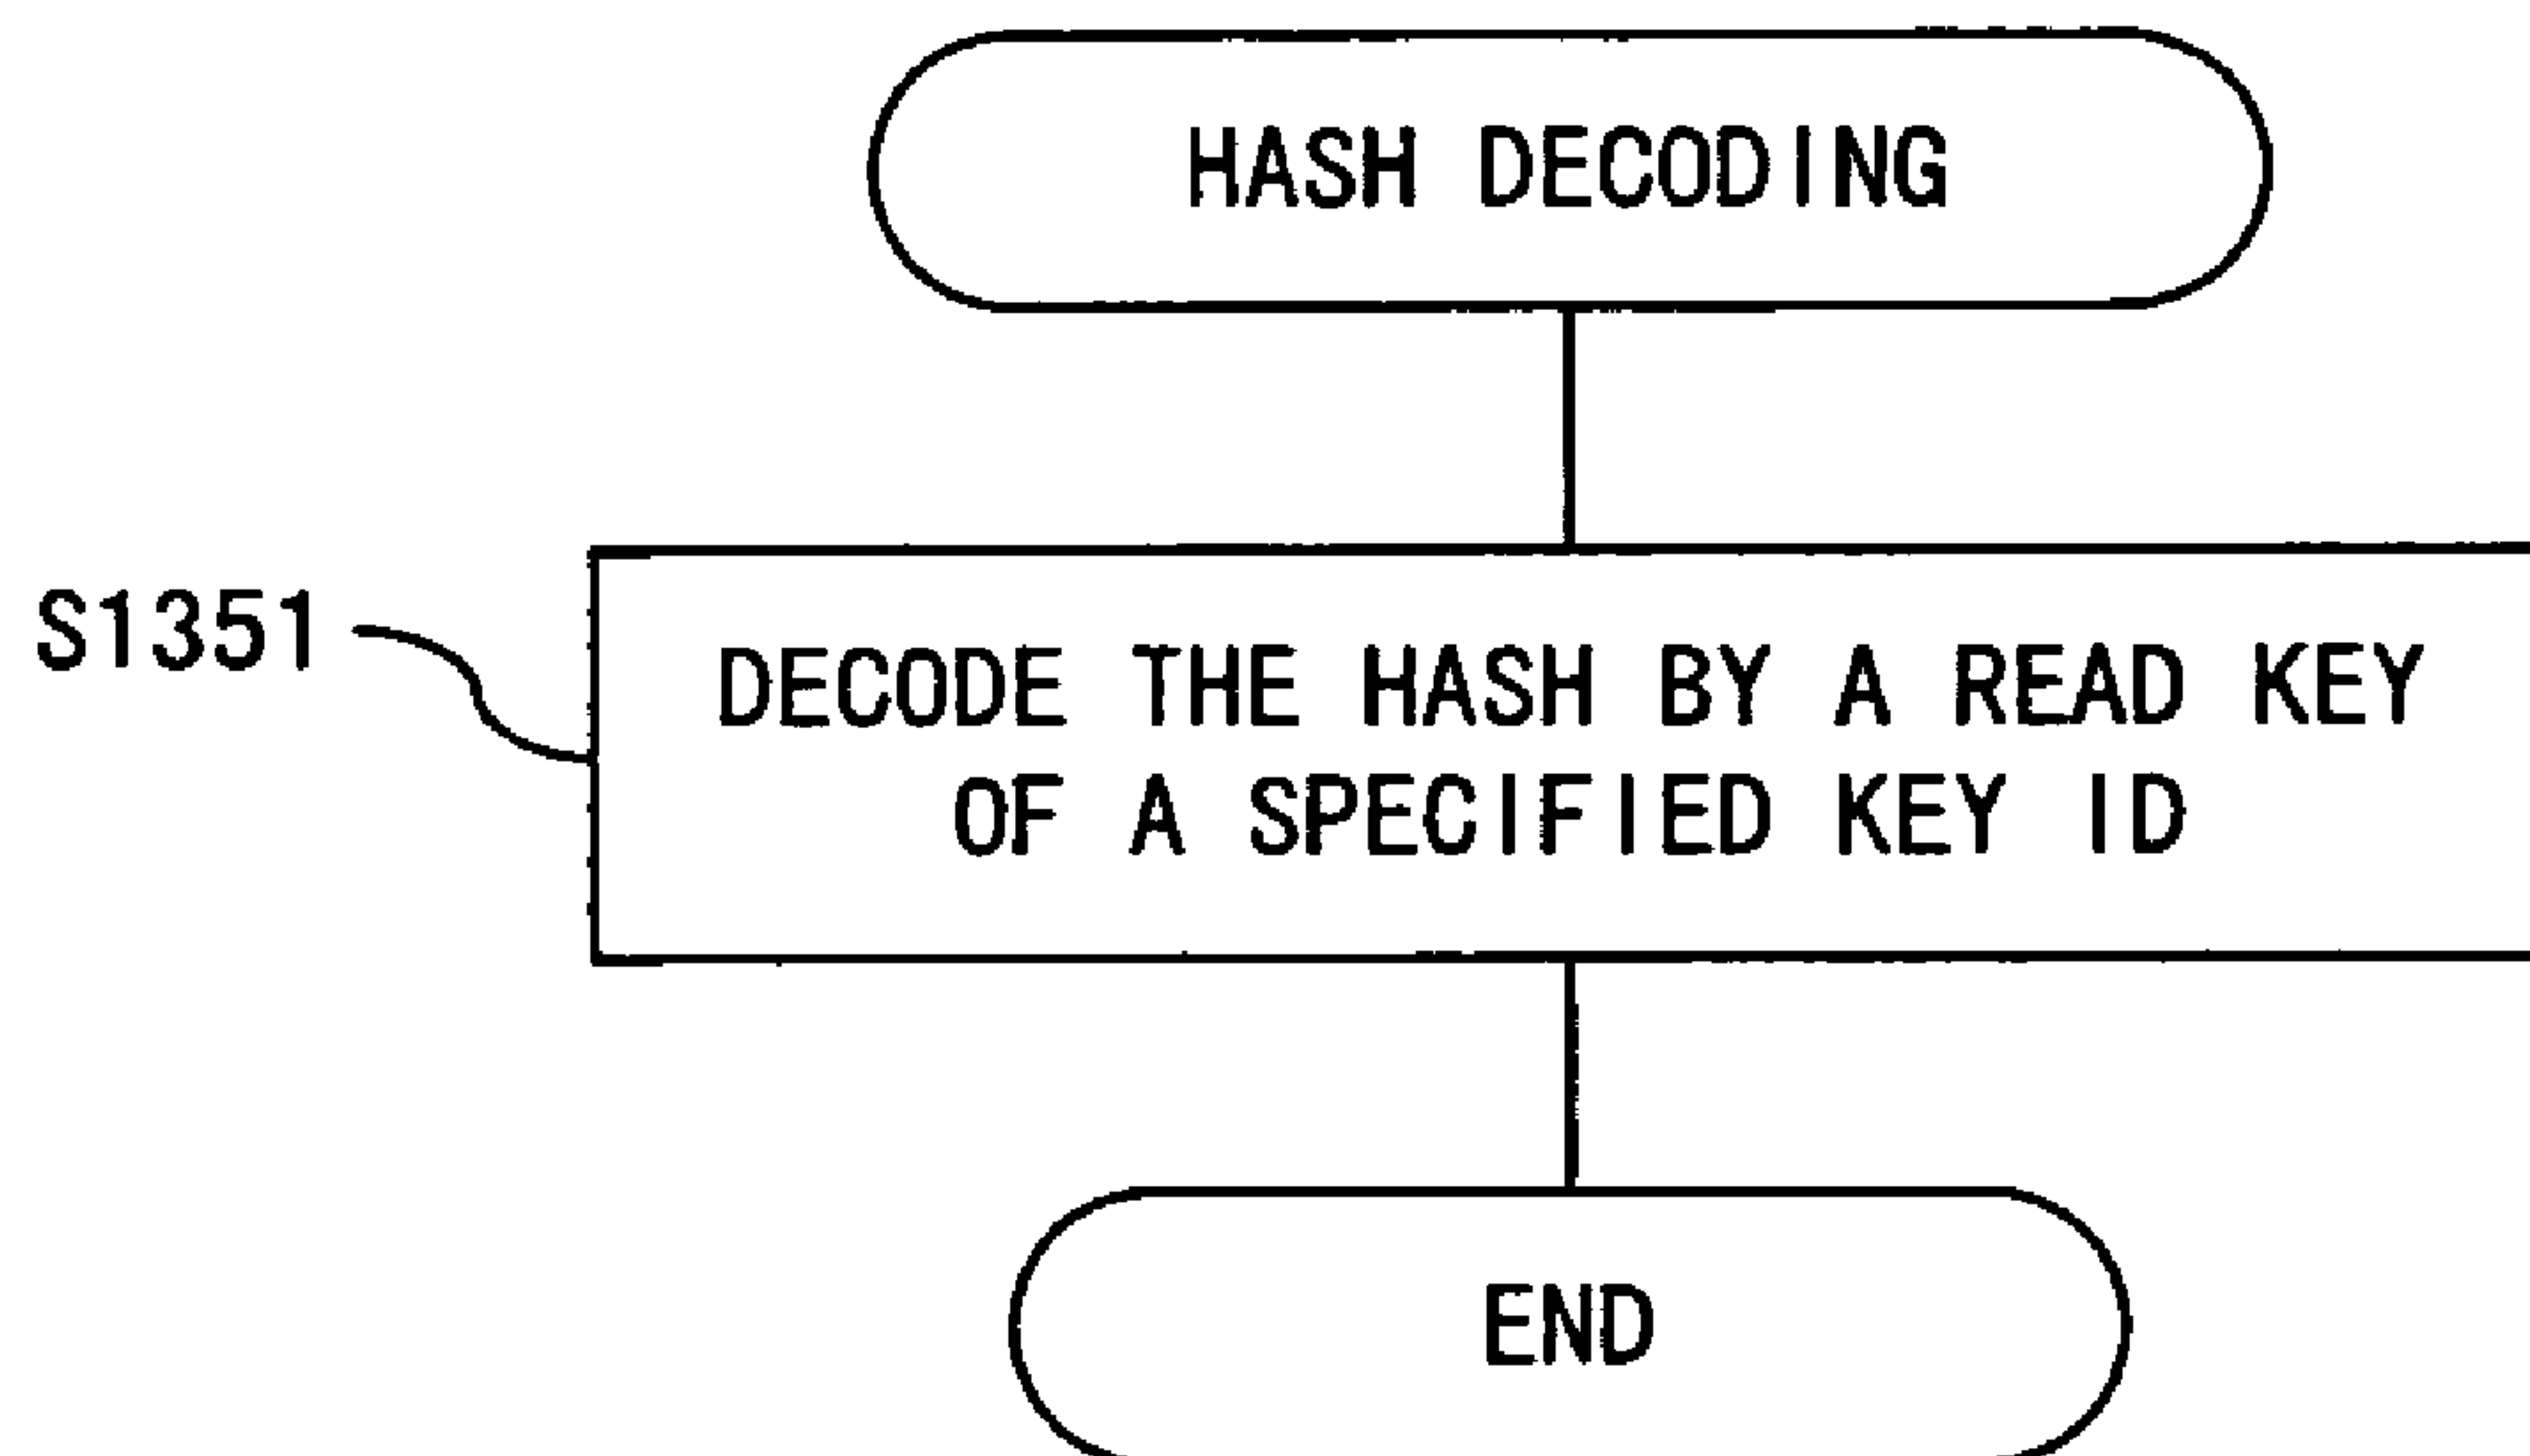 HASH DECODING
S1351
DECODE THE HASH BY A READ KEY
OF A SPECIFIED KEY ID
END